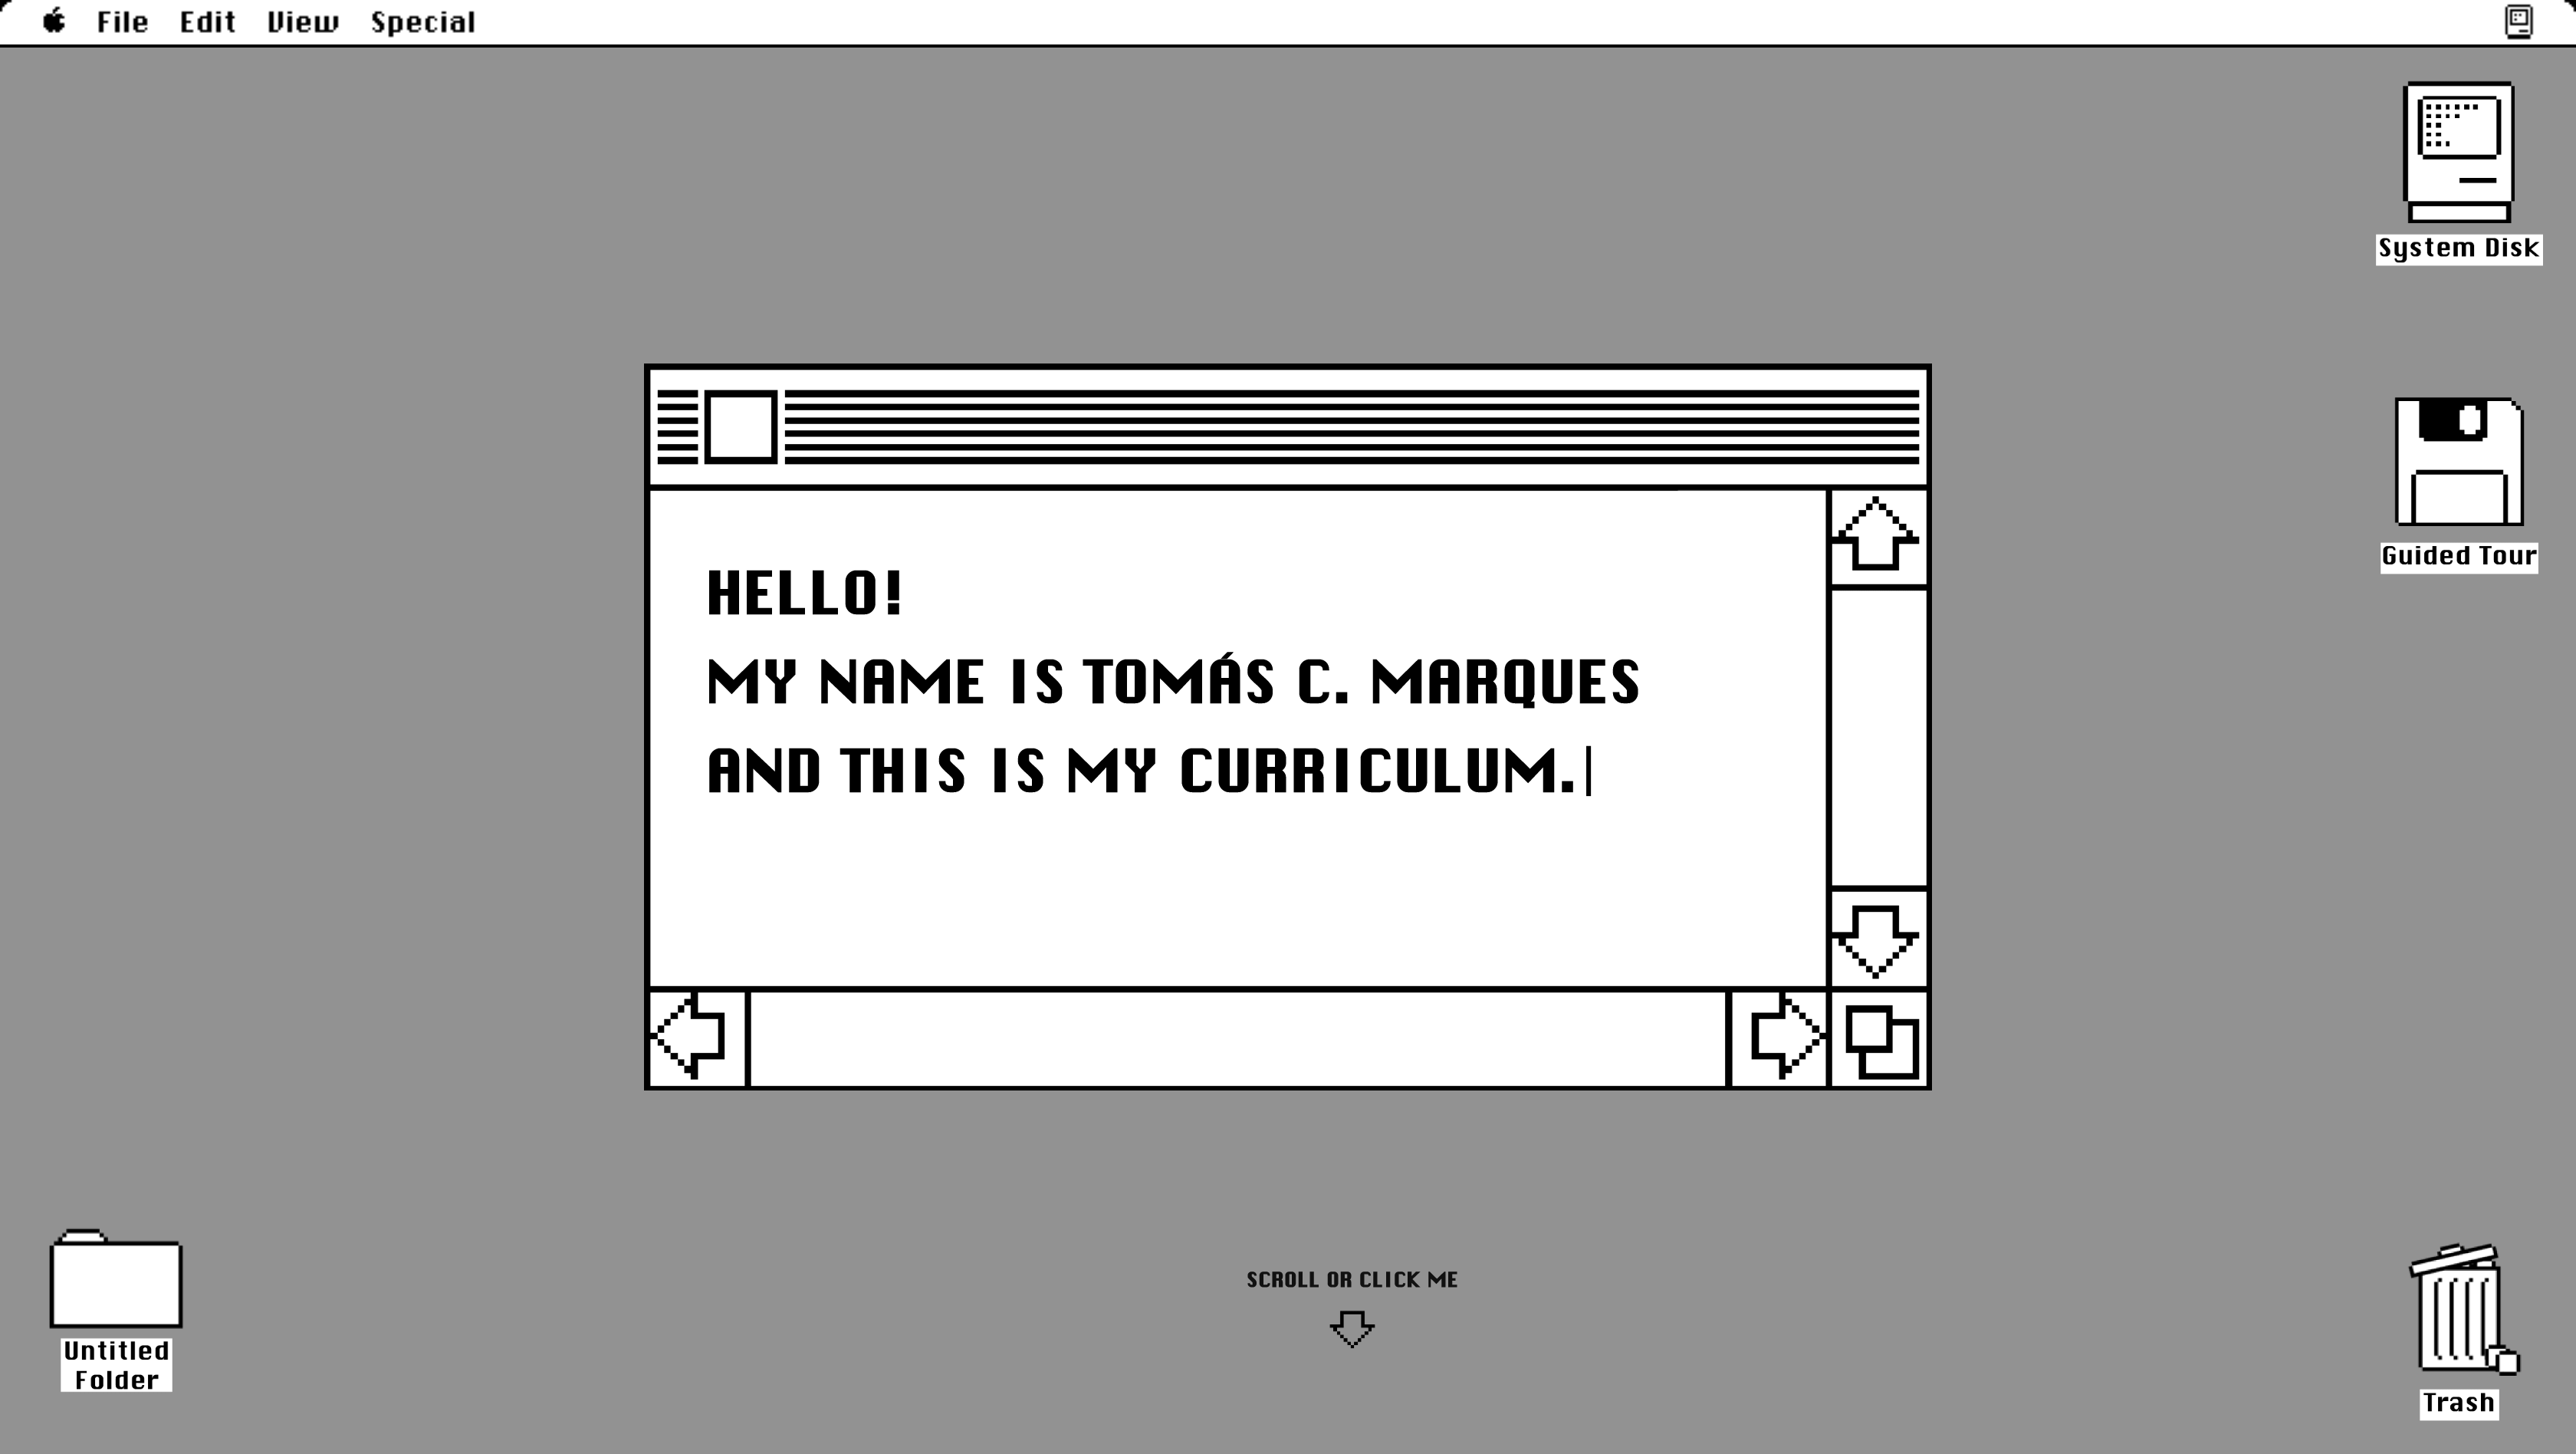 File Edit View Special
System Disk
Guided Tour
HELLO!
MY NAME IS TOMÁS C. MARQUES
AND THIS IS MY CURRICULUM.
SCROLL OR CLICK ME
Untitled
Folder
Trash